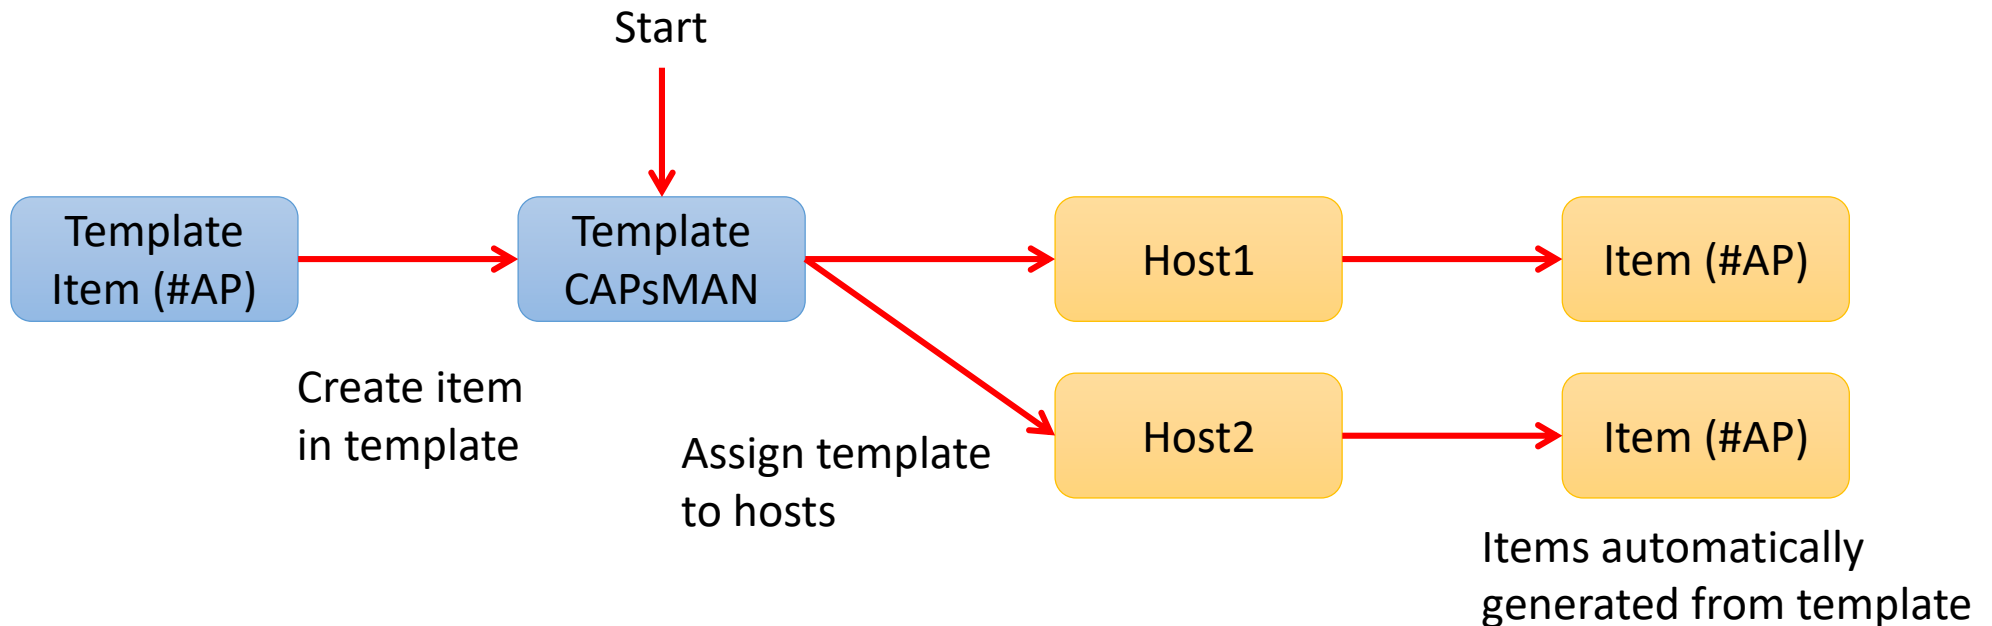 Start
Template
Item (#AP)
Template
CAPsMAN
Host1
Item (#AP)
Create item
in template
Assign template
to hosts
Host2
Item (#AP)
Items automatically
generated from template